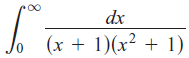 ∫₀^∞ dx / ((x + 1)(x² + 1))